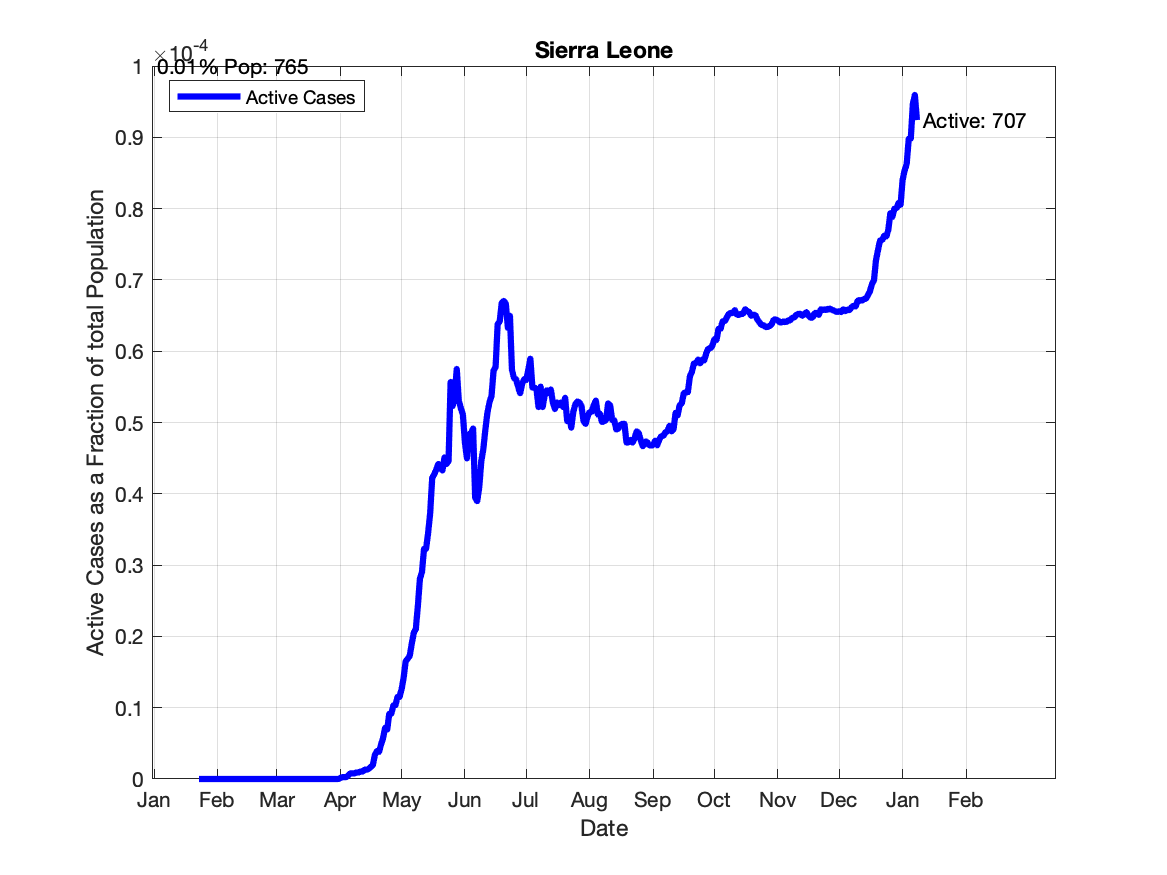 Sierra Leone
×10-4
0.01% Pop: 765
Active Cases
Active: 707
Active Cases as a Fraction of total Population
1
0.9
0.8
0.7
0.6
0.5
0.4
0.3
0.2
0.1
0
Jan Feb Mar Apr May Jun Jul Aug Sep Oct Nov Dec Jan Feb
Date